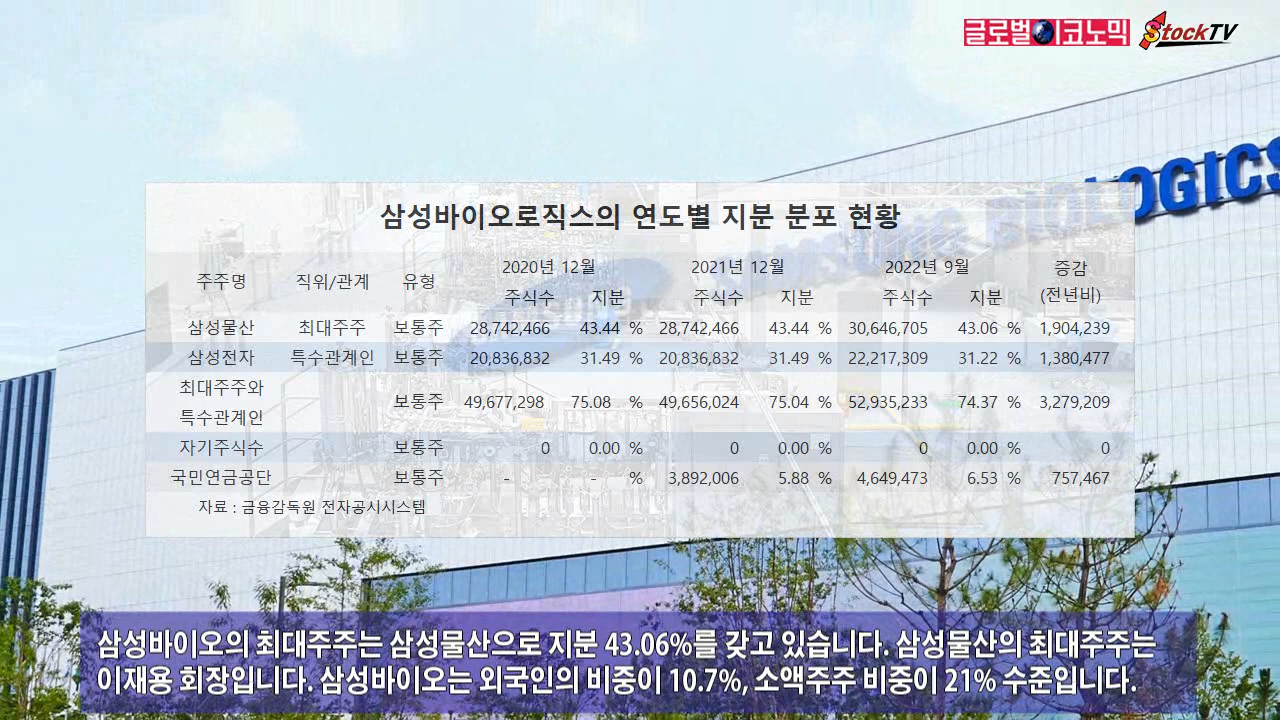 글로벌이코노믹 StockTV
OGICS
삼성바이오로직스의 연도별 지분 분포 현황
주주명 직위/관계 유형 2020년 12월 2021년 12월 2022년 9월 증감 (전년비)
주식수 지분 주식수 지분 주식수 지분
삼성물산 최대주주 보통주 28,742,466 43.44 % 28,742,466 43.44 % 30,646,705 43.06 % 1,904,239
삼성전자 특수관계인 보통주 20,836,832 31.49 % 20,836,832 31.49 % 22,217,309 31.22 % 1,380,477
최대주주와
특수관계인 보통주 49,677,298 75.08 % 49,656,024 75.04 % 52,935,233 74.37 % 3,279,209
자기주식수 보통주 0 0.00 % 0 0.00 % 0 0.00 % 0
국민연금공단 보통주 - - % 3,892,006 5.88 % 4,649,473 6.53 % 757,467
자료 : 금융감독원 전자공시시스템
삼성바이오의 최대주주는 삼성물산으로 지분 43.06%를 갖고 있습니다. 삼성물산의 최대주주는
이재용 회장입니다. 삼성바이오는 외국인의 비중이 10.7%, 소액주주 비중이 21% 수준입니다.